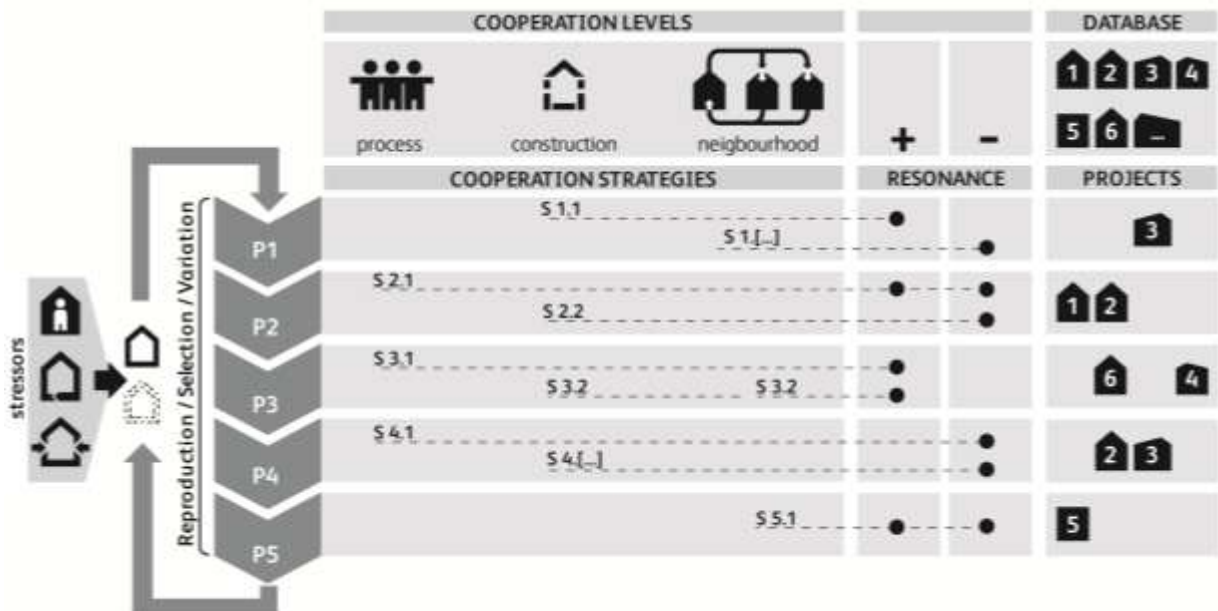 COOPERATION LEVELS
DATABASE
1 2 3 4
5 6 ...
process
construction
neigbourhood
+
-
COOPERATION STRATEGIES
RESONANCE
PROJECTS
stressors
Reproduction / Selection / Variation
P1
S 1.1
S 1.[...]
3
P2
S 2.1
S 2.2
1 2
P3
S 3.1
S 3.2 S 3.2
6 4
P4
S 4.1
S 4.[...]
2 3
P5
S 5.1
5